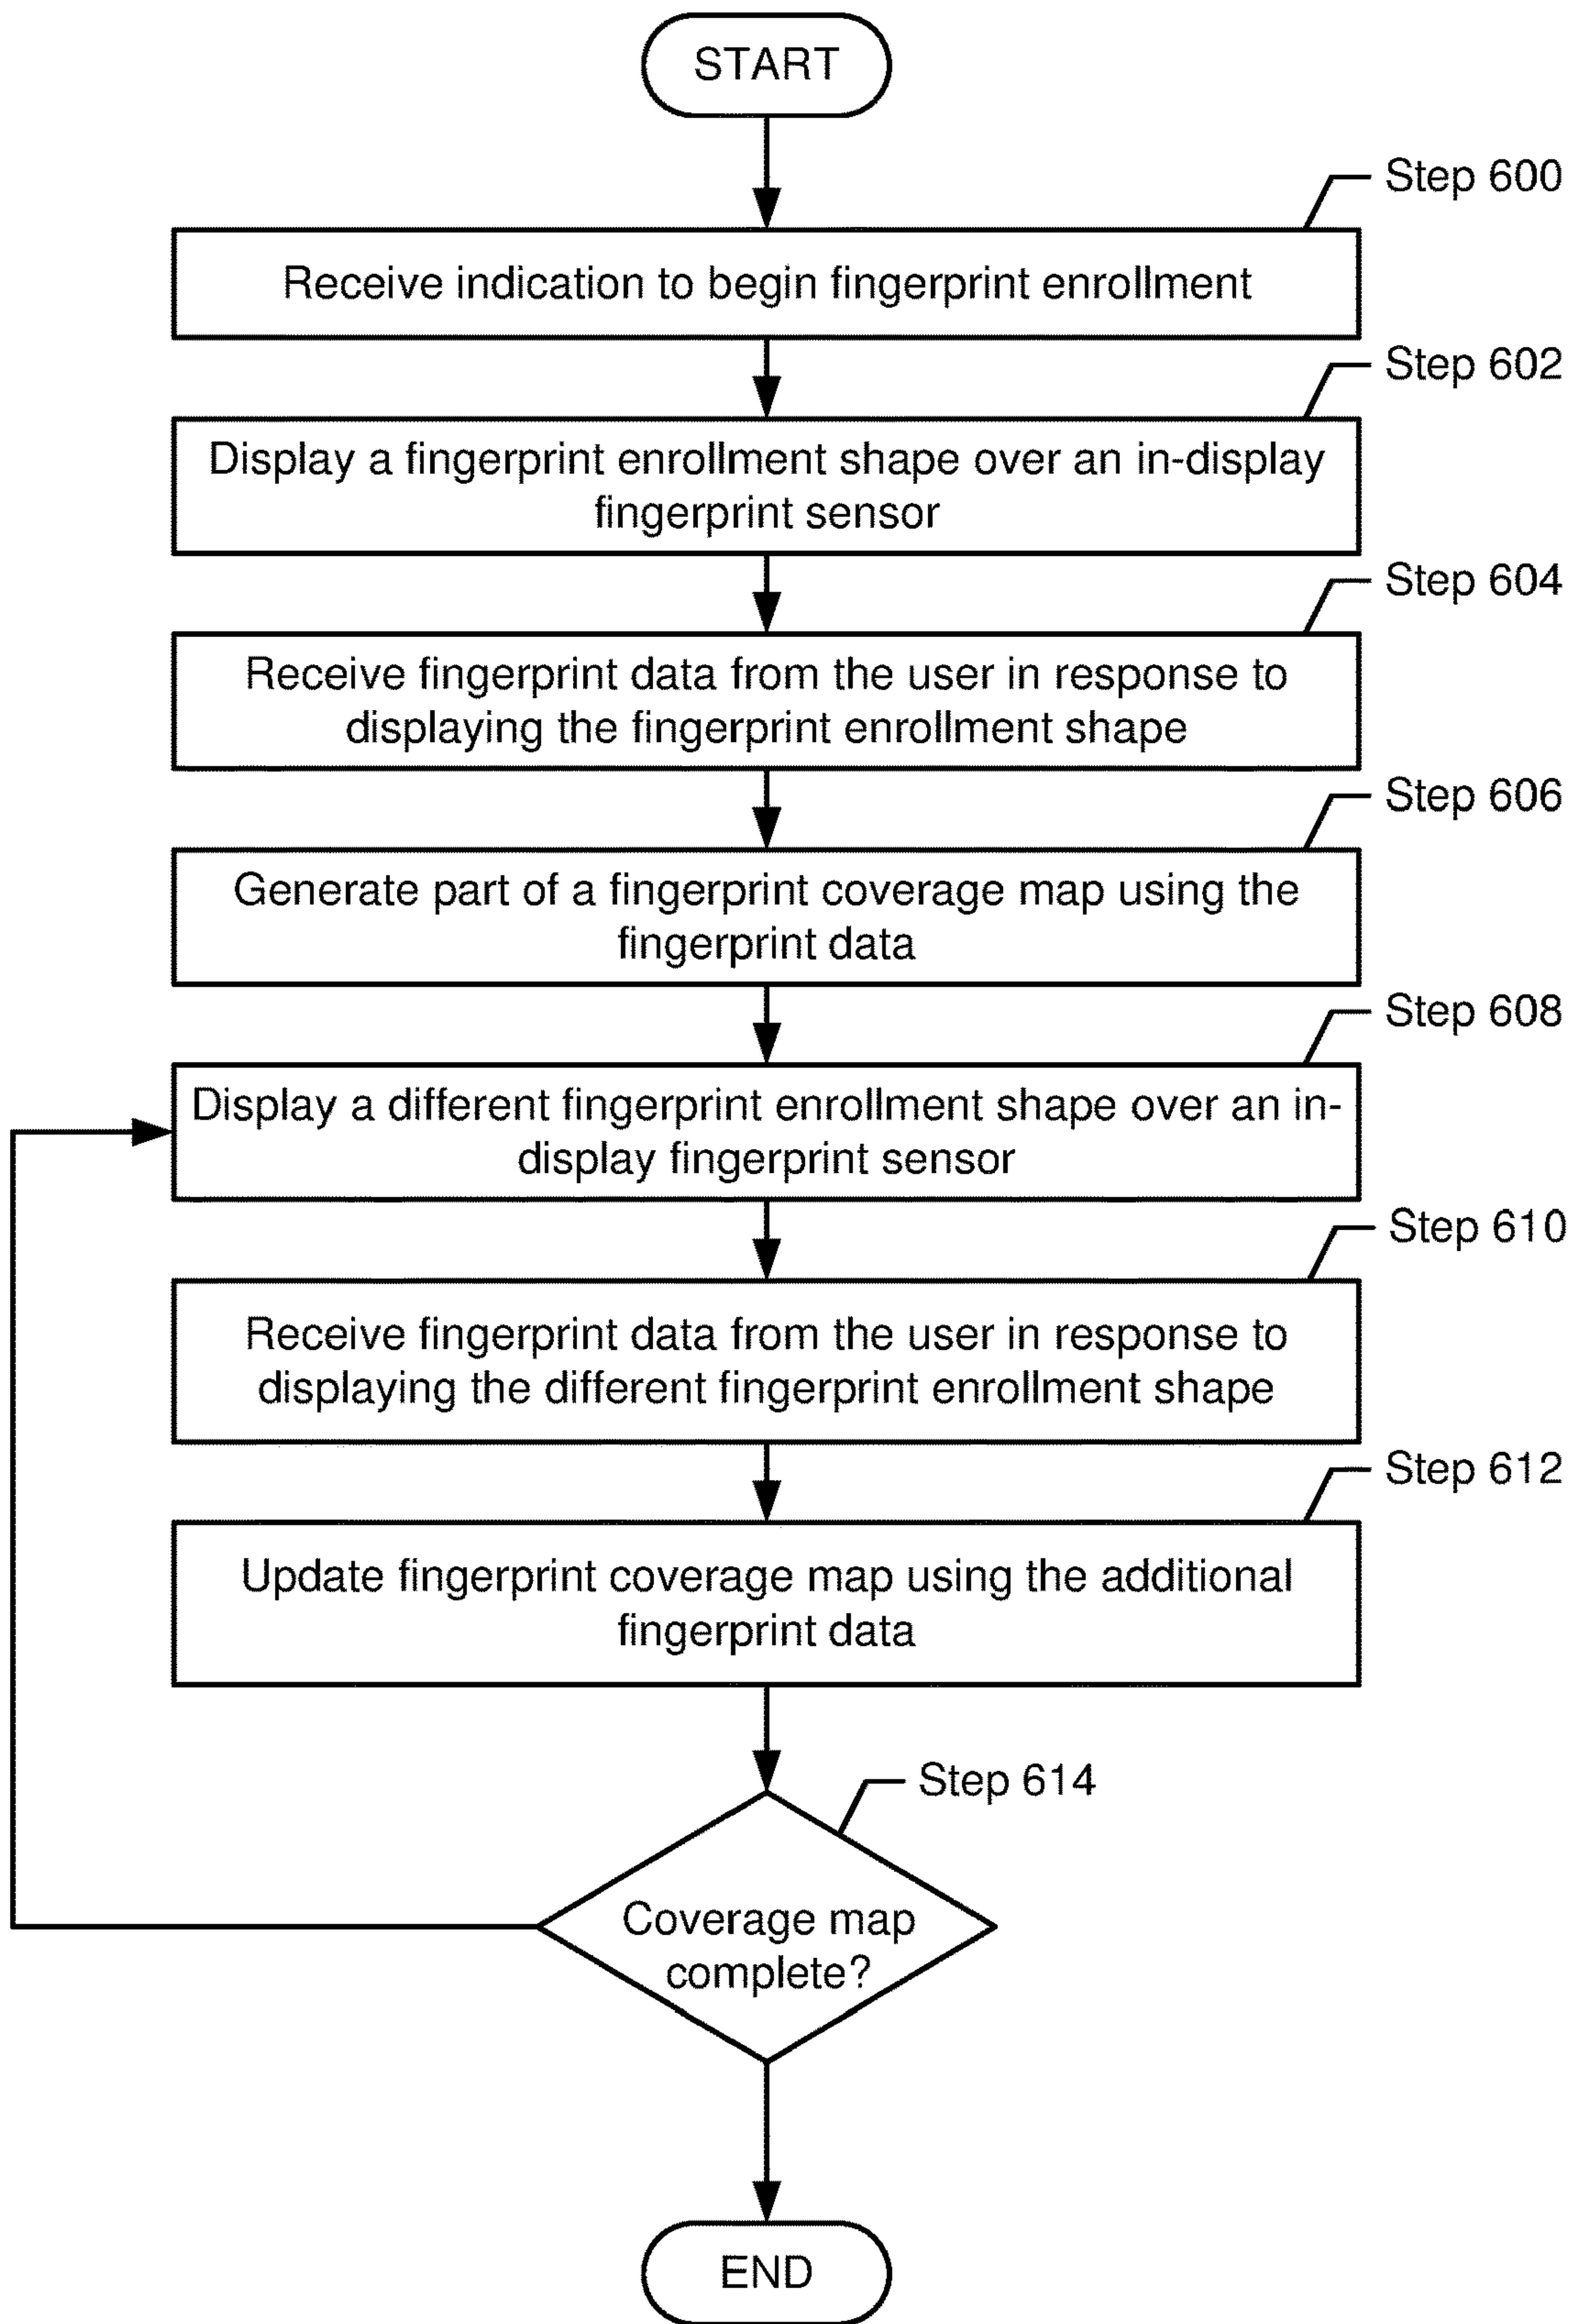 START
Step 600
Receive indication to begin fingerprint enrollment
Step 602
Display a fingerprint enrollment shape over an in-display
fingerprint sensor
Step 604
Receive fingerprint data from the user in response to
displaying the fingerprint enrollment shape
Step 606
Generate part of a fingerprint coverage map using the
fingerprint data
Step 608
Display a different fingerprint enrollment shape over an in-
display fingerprint sensor
Step 610
Receive fingerprint data from the user in response to
displaying the different fingerprint enrollment shape
Step 612
Update fingerprint coverage map using the additional
fingerprint data
Step 614
Coverage map
complete?
END